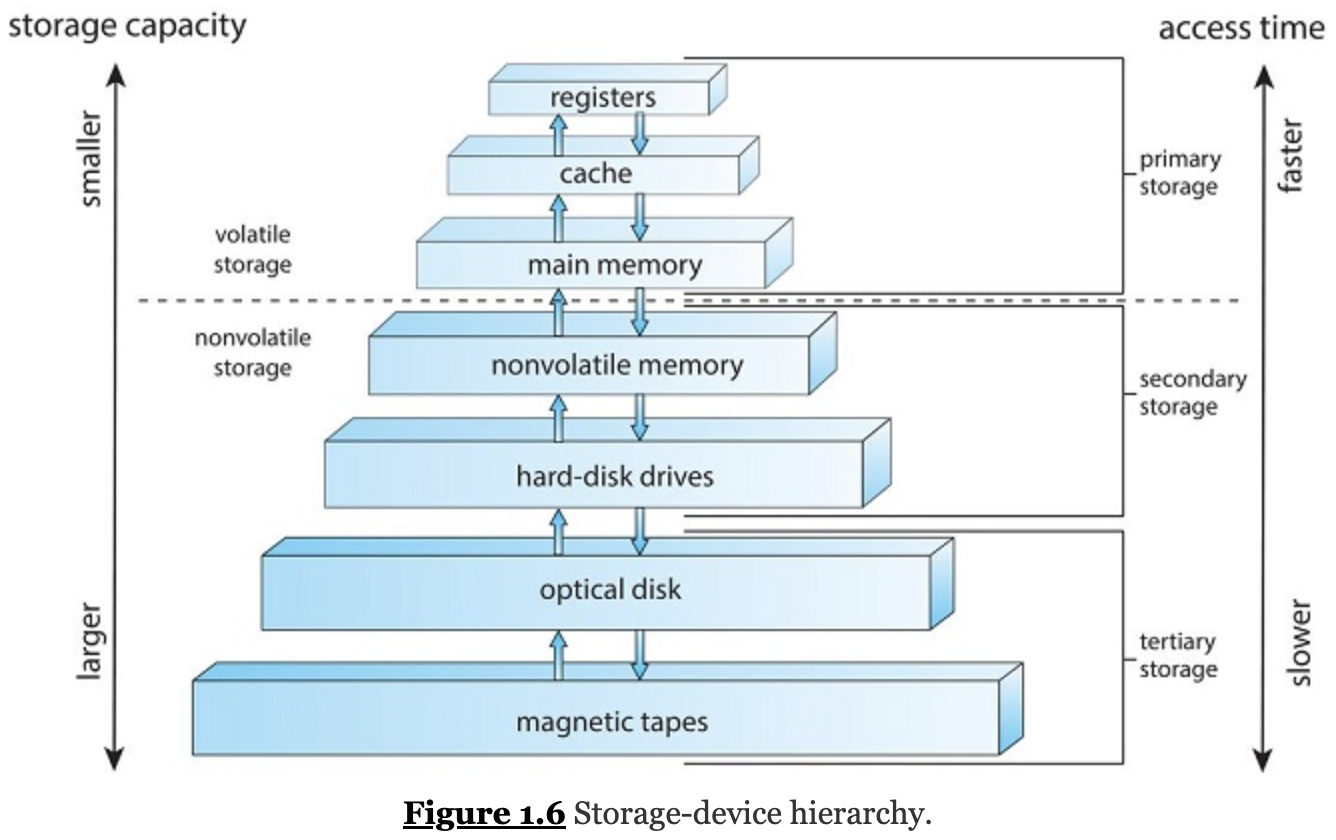 storage capacity
access time
smaller
faster
registers
cache
primary
storage
volatile
storage
main memory
nonvolatile
storage
nonvolatile memory
secondary
storage
hard-disk drives
optical disk
larger
slower
tertiary
storage
magnetic tapes
Figure 1.6 Storage-device hierarchy.